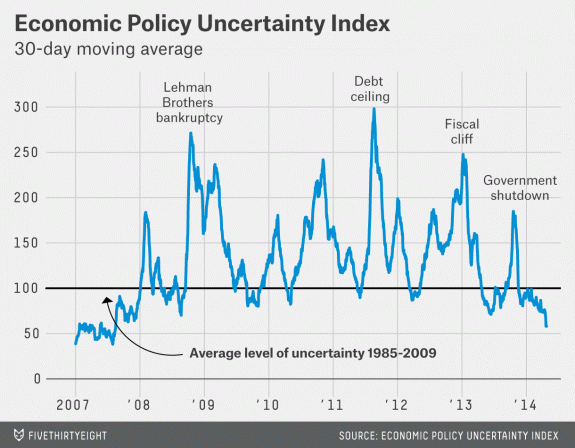 Economic Policy Uncertainty Index
30-day moving average
Lehman
Brothers
bankruptcy
Debt
ceiling
Fiscal
cliff
Government
shutdown
300
250
200
150
100
50
0
Average level of uncertainty 1985-2009
2007 '08 '09 '10 '11 '12 '13 '14
FIVETHIRTYEIGHT
SOURCE: ECONOMIC POLICY UNCERTAINTY INDEX